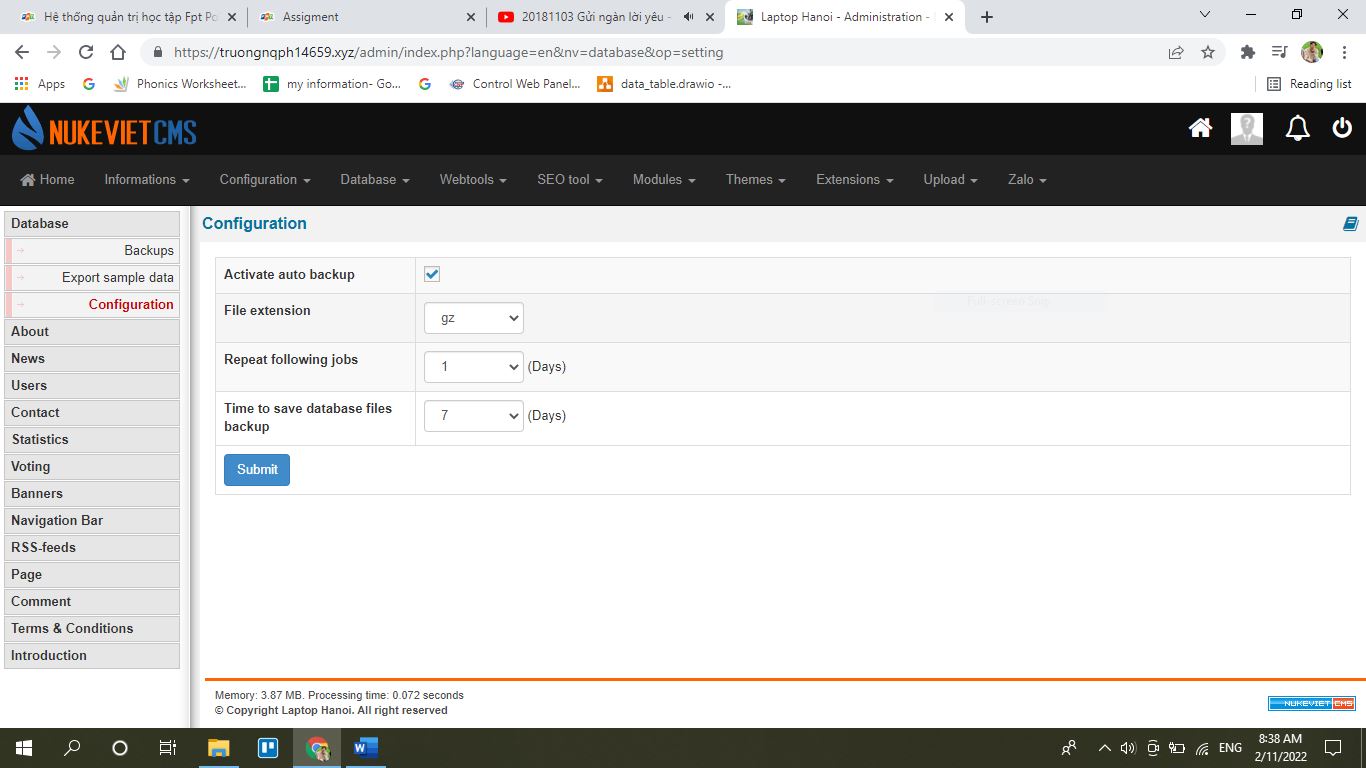 Hệ thống quản trị học tập Fpt Po
Assigment
20181103 Gửi ngàn lời yêu -
Laptop Hanoi - Administration -
https://truongnqph14659.xyz/admin/index.php?language=en&nv=database&op=setting
Apps
Phonics Worksheet...
my information- Go...
Control Web Panel...
data_table.drawio -...
Reading list
NUKEVIET CMS
Home
Informations
Configuration
Database
Webtools
SEO tool
Modules
Themes
Extensions
Upload
Zalo
Database
Backups
Export sample data
Configuration
About
News
Users
Contact
Statistics
Voting
Banners
Navigation Bar
RSS-feeds
Page
Comment
Terms & Conditions
Introduction
Configuration
Activate auto backup
Full-screen Snip
File extension
gz
Repeat following jobs
1
(Days)
Time to save database files
backup
7
(Days)
Submit
Memory: 3.87 MB. Processing time: 0.072 seconds
© Copyright Laptop Hanoi. All right reserved
NUKEVIET CMS
ENG
8:38 AM
2/11/2022